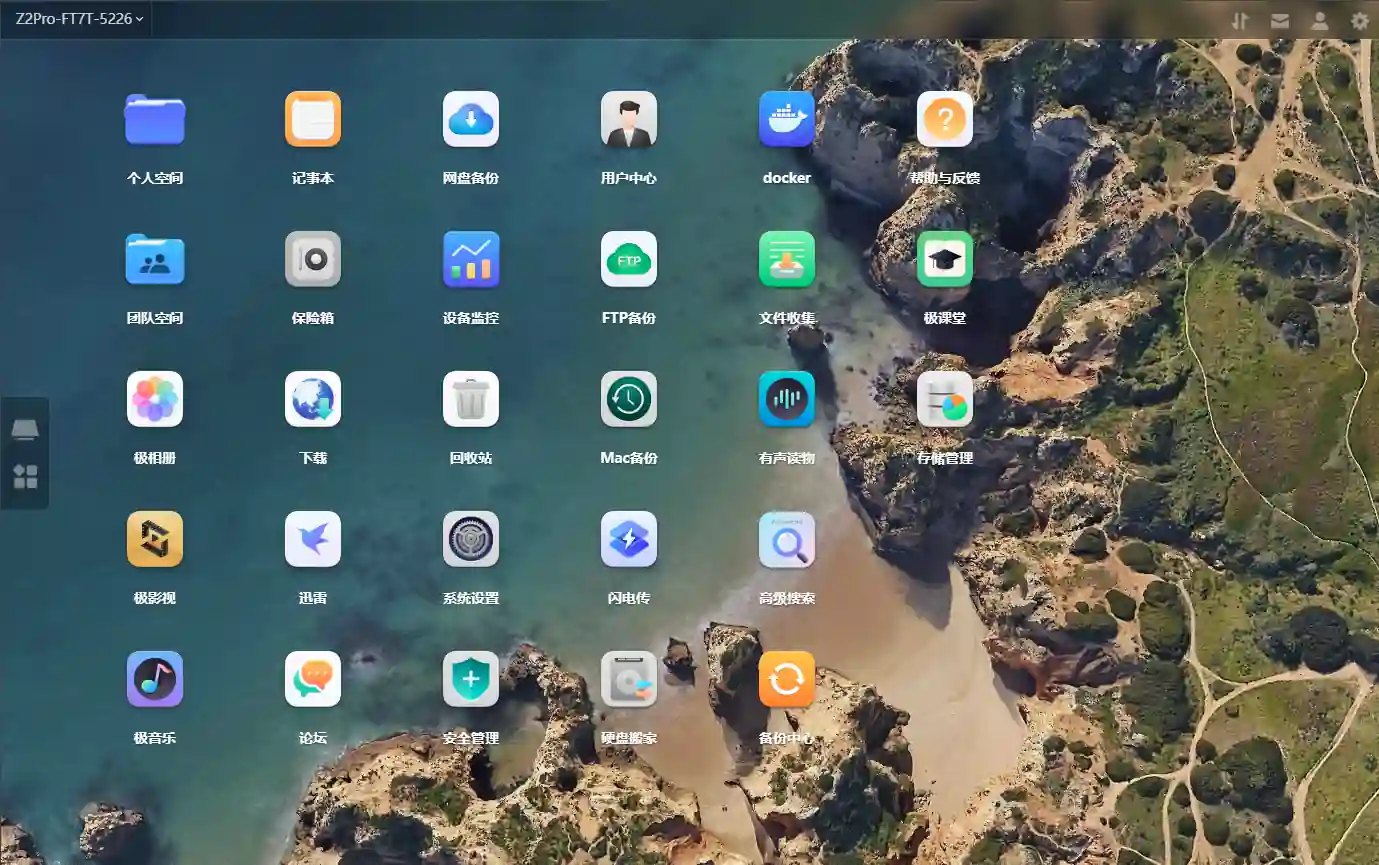 Z2Pro-FT7T-5226
个人空间
记事本
网盘备份
用户中心
docker
帮助与反馈
团队空间
保险箱
设备监控
FTP
FTP备份
文件收集
极课堂
极相册
下载
回收站
Mac备份
有声读物
存储管理
极影视
迅雷
系统设置
闪电传
高级搜索
极音乐
论坛
安全管理
硬盘搬家
备份中心